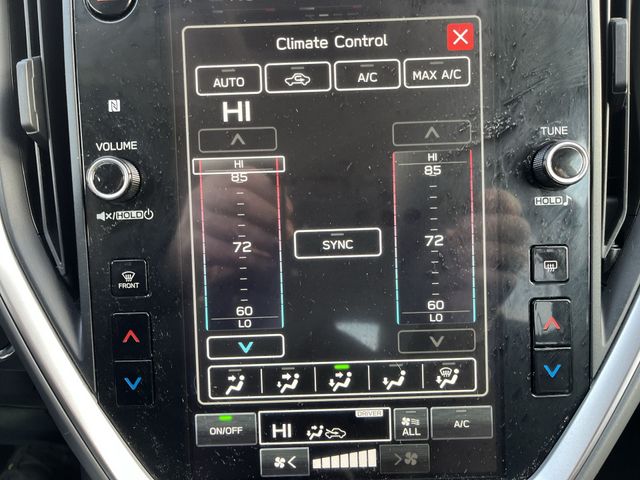 Climate Control
AUTO
A/C
MAX A/C
HI
VOLUME
HOLD
FRONT
HI
85
72
60
LO
SYNC
HI
85
72
60
LO
TUNE
HOLD
ON/OFF
HI
DRIVER
ALL
A/C